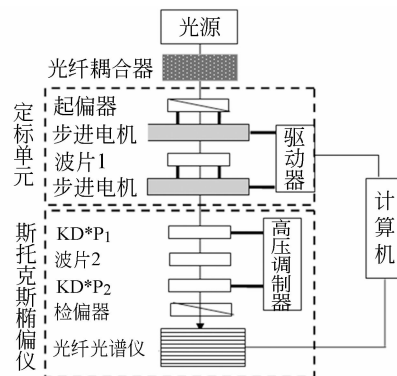 光源
光纤耦合器
定标单元
起偏器
步进电机
波片1
步进电机
驱动器
计算机
斯托克斯椭偏仪
KD*P1
波片2
KD*P2
检偏器
高压调制器
光纤光谱仪